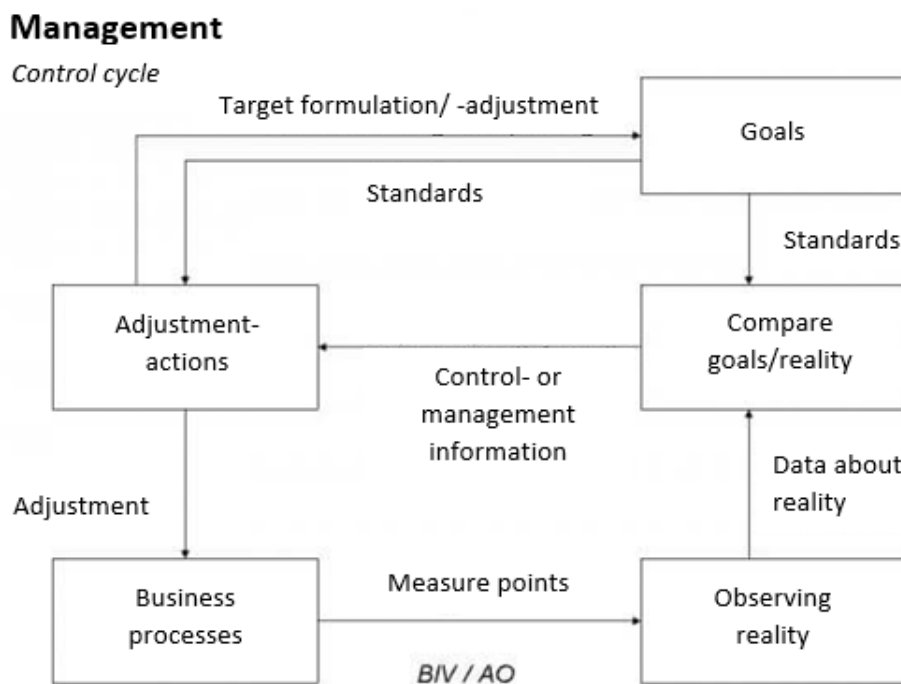 Management
Control cycle
Target formulation/ -adjustment
Goals
Standards
Standards
Adjustment-
actions
Compare
goals/reality
Control- or
management
information
Data about
reality
Adjustment
Business
processes
Measure points
Observing
reality
BIV / AO